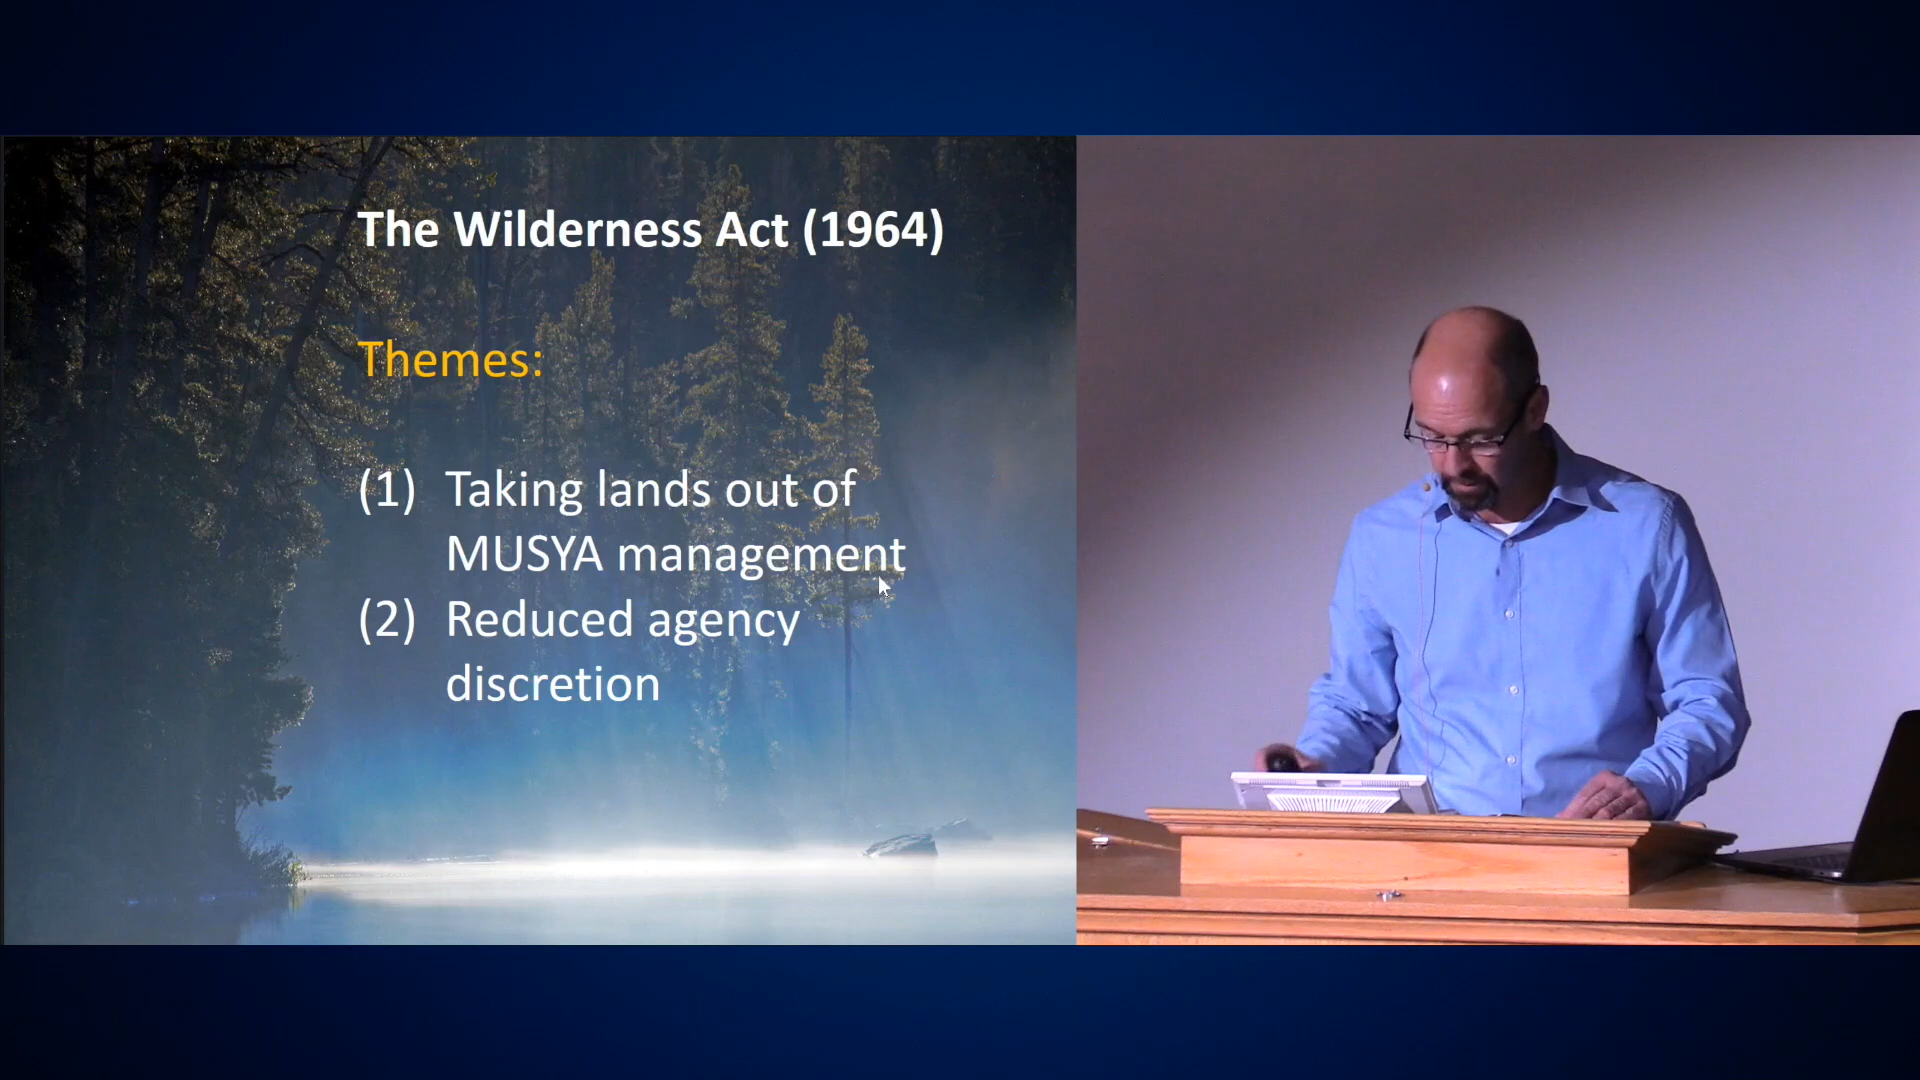 The Wilderness Act (1964)
Themes:
(1) Taking lands out of
MUSYA management
(2) Reduced agency
discretion